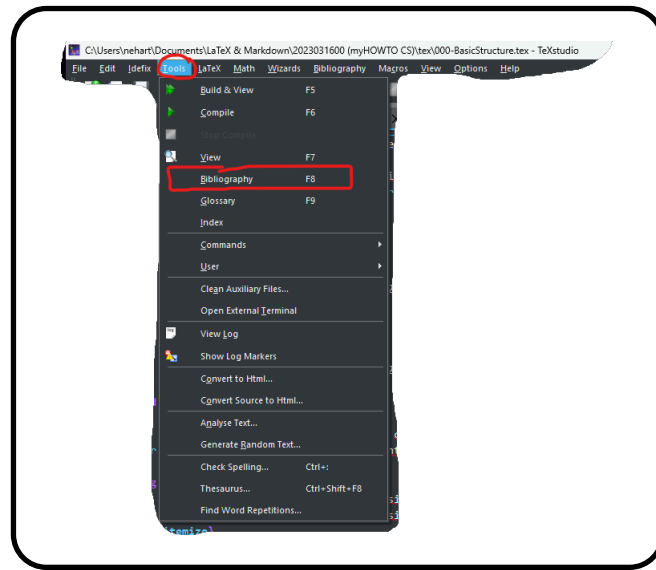 C:\Users\nehart\Documents\LaTeX & Markdown\2023031600 (myHOWTO CS)\tex\000-BasicStructure.tex - TeXstudio
File Edit Idefix Tools LaTeX Math Wizards Bibliography Macros View Options Help
Build & View F5
Compile F6
Stop Compile
View F7
Bibliography F8
Glossary F9
Index
Commands
User
Clean Auxiliary Files...
Open External Terminal
View Log
Show Log Markers
Convert to Html...
Convert Source to Html...
Analyse Text...
Generate Random Text...
Check Spelling... Ctrl+:
Thesaurus... Ctrl+Shift+F8
Find Word Repetitions...